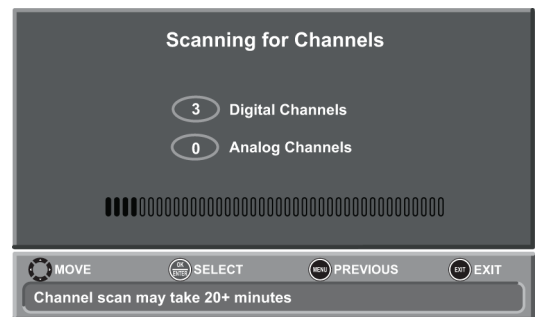 Scanning for Channels
3 Digital Channels
0 Analog Channels
MOVE OK ENTER SELECT MENU PREVIOUS EXIT EXIT
Channel scan may take 20+ minutes